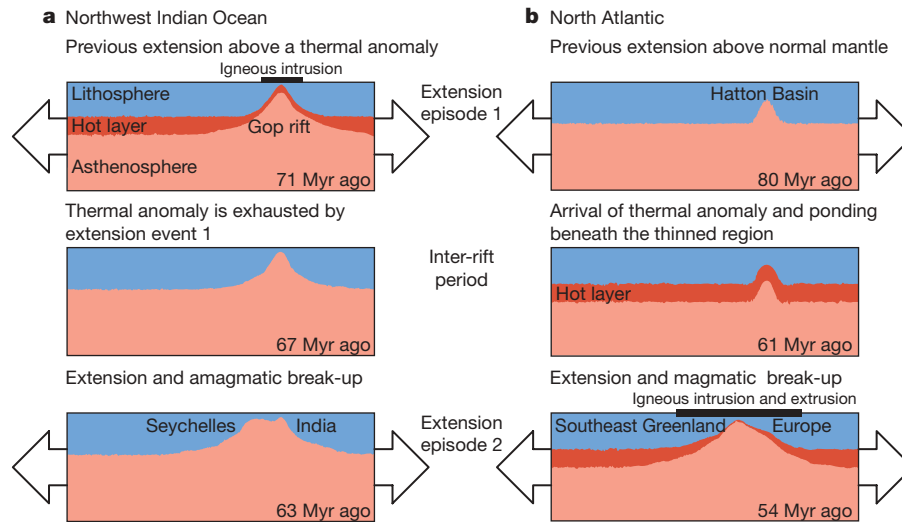 a Northwest Indian Ocean
Previous extension above a thermal anomaly
Igneous intrusion
Lithosphere
Hot layer
Gop rift
Asthenosphere
71 Myr ago
Extension
episode 1
b North Atlantic
Previous extension above normal mantle
Hatton Basin
80 Myr ago
Thermal anomaly is exhausted by
extension event 1
67 Myr ago
Inter-rift
period
Arrival of thermal anomaly and ponding
beneath the thinned region
Hot layer
61 Myr ago
Extension and amagmatic break-up
Seychelles
India
63 Myr ago
Extension
episode 2
Extension and magmatic break-up
Igneous intrusion and extrusion
Southeast Greenland
Europe
54 Myr ago